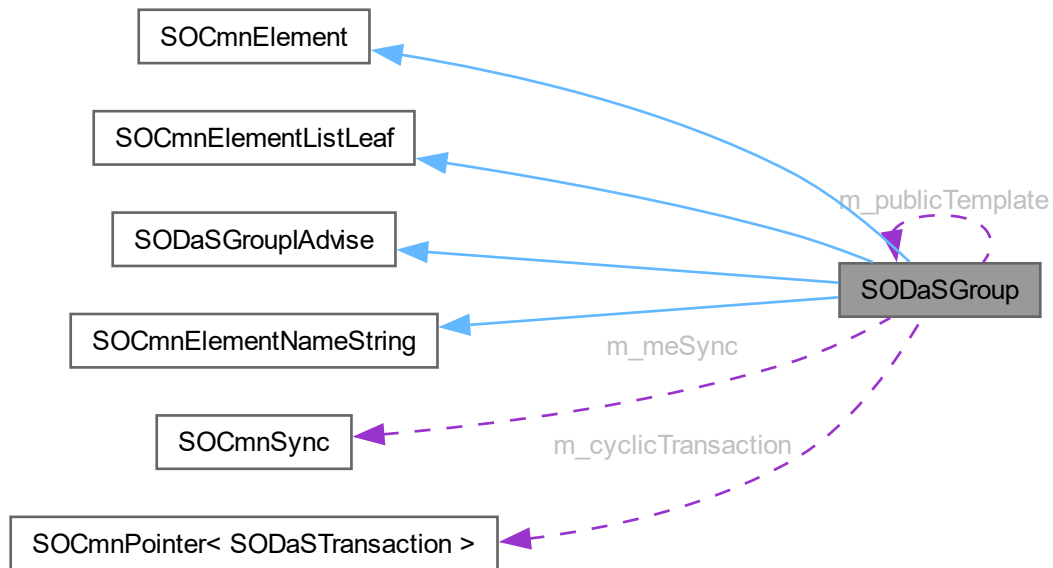 SOCmnElement
SOCmnElementListLeaf
m_publicTemplate
SODaSGroupIAdvise
SODaSGroup
SOCmnElementNameString
m_meSync
SOCmnSync
m_cyclicTransaction
SOCmnPointer< SODaSTransaction >